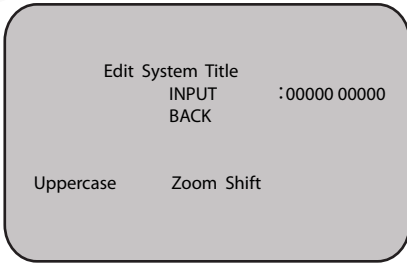 Edit System Title
INPUT :00000 00000
BACK
Uppercase Zoom Shift